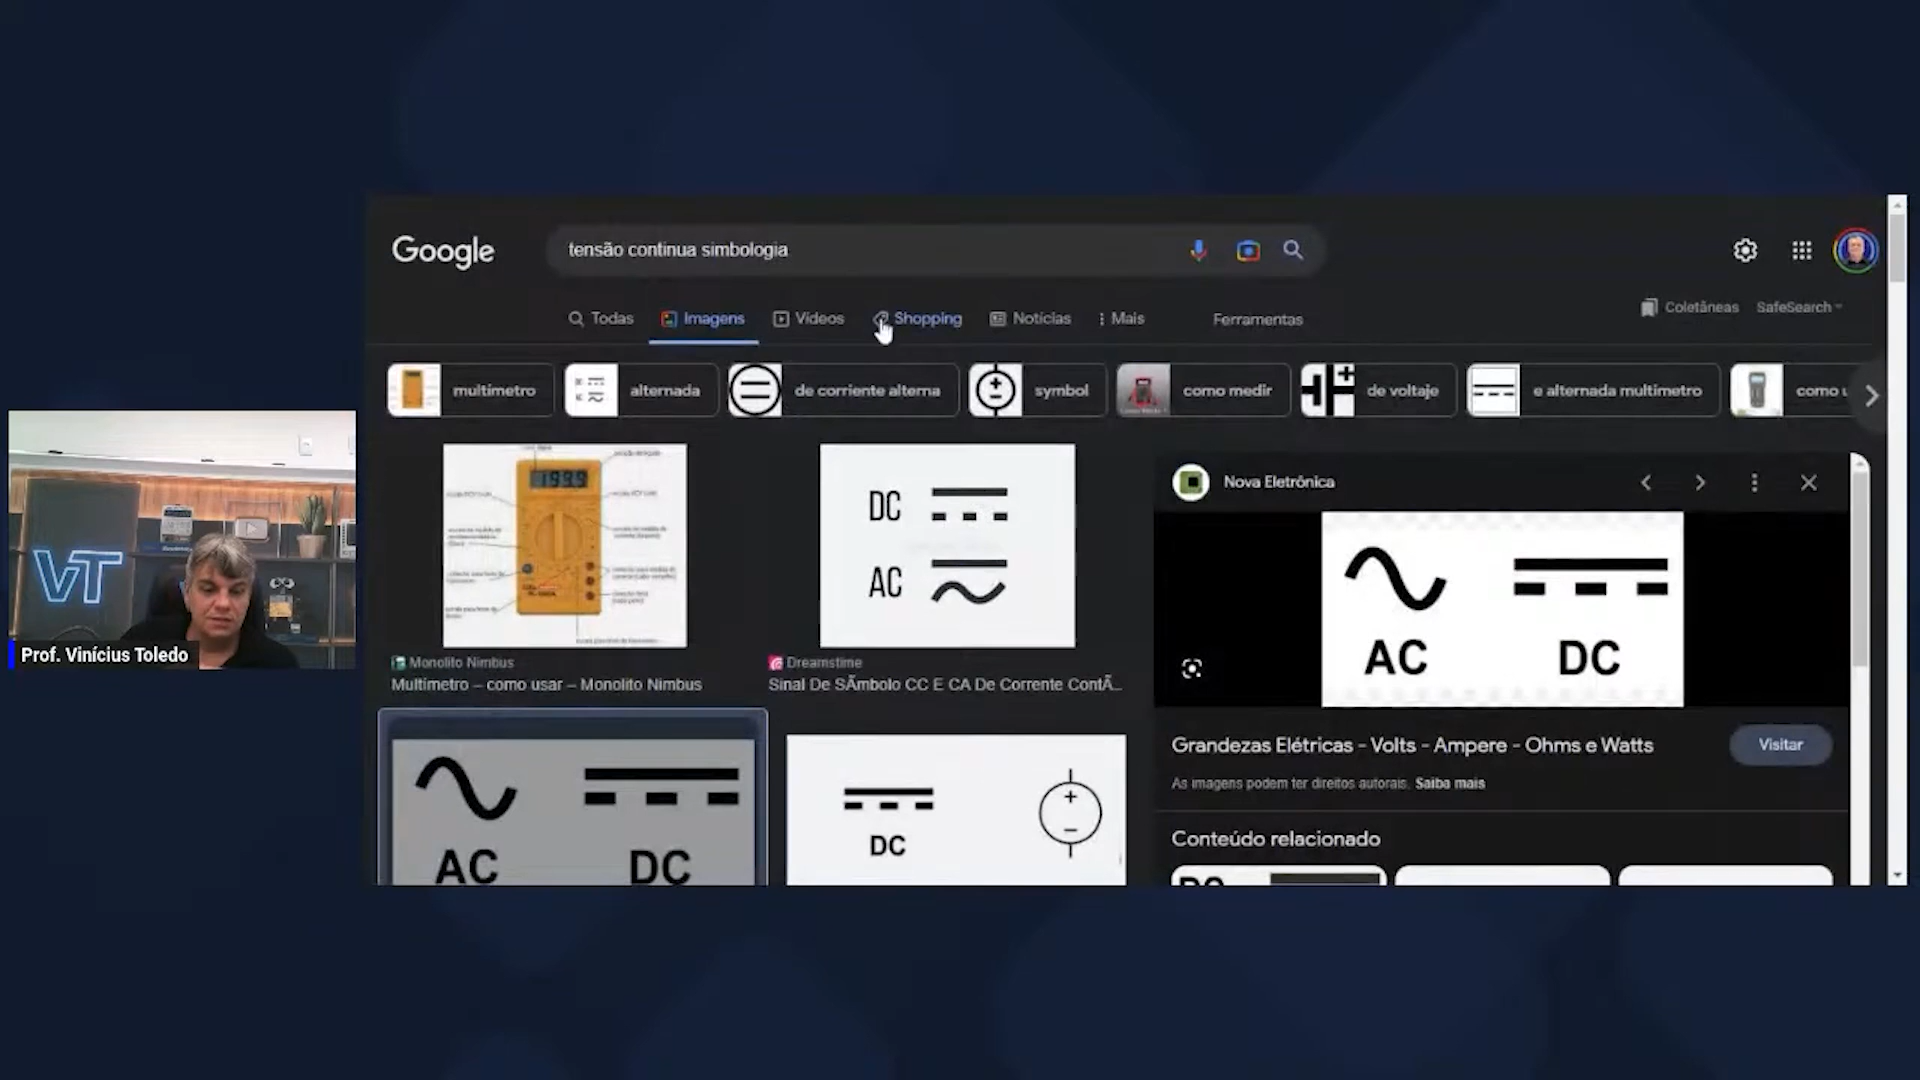 Google
tensão continua simbologia
Todas
Imagens
Vídeos
Shopping
Notícias
Mais
Ferramentas
Coletâneas
SafeSearch
multimetro
alternada
de corriente alterna
symbol
como medir
de voltaje
e alternada multimetro
como u
VT
Prof. Vinícius Toledo
1999
Monolito Nimbus
Multímetro – como usar – Monolito Nimbus
DC
AC
Dreamstime
Sinal De SÃmbolo CC E CA De Corrente ContÃ...
AC
DC
DC
Nova Eletrônica
AC
DC
Grandezas Elétricas - Volts - Ampere - Ohms e Watts
Visitar
As imagens podem ter direitos autorais. Saiba mais
Conteúdo relacionado